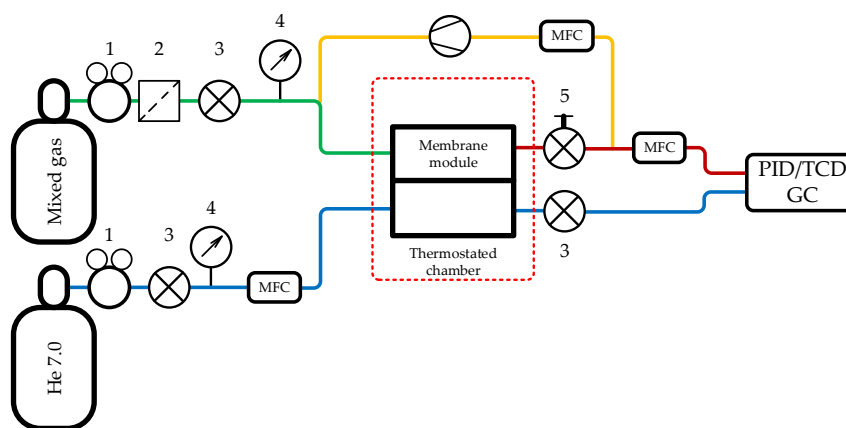 4
1
2
3
MFC
5
Mixed gas
Membrane
module
MFC
PID/TCD
GC
4
1
3
3
Thermostated
chamber
MFC
He 7.0